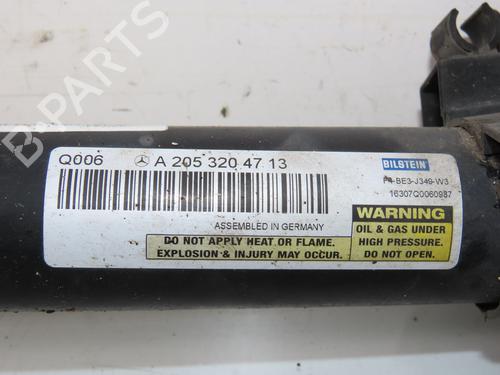 Q006 A 205 320 47 13
BILSTEIN
F4-BE3-J349-W3
16307Q0060987
ASSEMBLED IN GERMANY
DO NOT APPLY HEAT OR FLAME.
EXPLOSION & INJURY MAY OCCUR.
WARNING
OIL & GAS UNDER
HIGH PRESSURE.
DO NOT OPEN.
B-PARTS